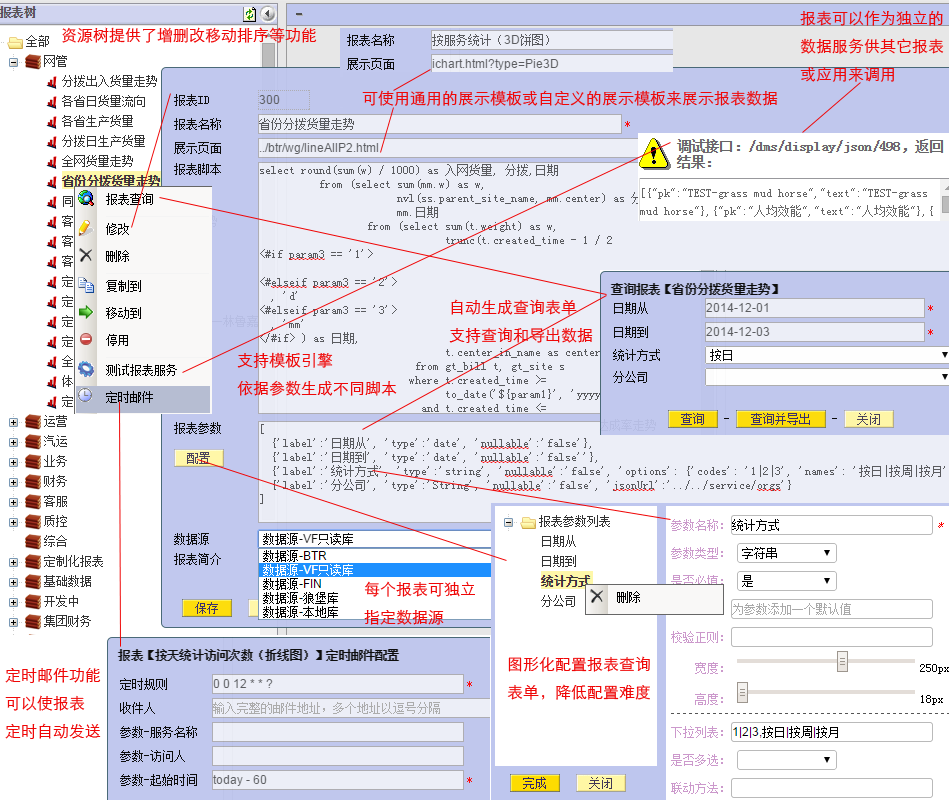 报表树
全部
资源树提供了增删改移动排序等功能
网管
分拨出入货量走势
各省日货量流向
各省生产货量
分拨日生产货量
全网货量走势
省份分拨货量走势
同
客
客
客
定
定
定
定
全
体
定
运营
汽运
业务
财务
客服
质控
综合
定制化报表
基础数据
开发中
集团财务
报表查询
修改
删除
复制到
移动到
停用
测试报表服务
定时邮件
报表名称 按服务统计（3D饼图）
展示页面 ichart.html?type=Pie3D
可使用通用的展示模板或自定义的展示模板来展示报表数据
报表可以作为独立的
数据服务供其它报表
或应用来调用
报表ID 300
报表名称 省份分拨货量走势 *
展示页面 ../btr/wg/lineAllP2.html
报表脚本
select round(sum(w) / 1000) as 入网货量, 分拨,日期
from (select sum(mm.w) as w,
nvl(ss.parent_site_name, mm.center) as 分
mm.日期
from (select sum(t.weight) as w,
trunc(t.created_time - 1 / 2
<#if param3 == '1'>
<#elseif param3 == '2'>
, 'd'
<#elseif param3 == '3'>
, 'mm'
</#if> ) as 日期,
t.center_in_name as center
from gt_bill t, gt_site s
where t.created_time >=
to_date('${param1}', 'yyyy
and t.created_time <=
支持模板引擎
依据参数生成不同脚本
自动生成查询表单
支持查询和导出数据
调试接口：/dms/display/json/498，返回
结果：
[{"pk":"TEST-grass mud horse","text":"TEST-grass
mud horse"},{"pk":"人均效能","text":"人均效能"},{
查询报表【省份分拨货量走势】
日期从 2014-12-01 *
日期到 2014-12-03 *
统计方式 按日
分公司
查询 - 查询并导出 - 关闭
报表参数
配置
[
{'label':'日期从', 'type':'date', 'nullable':'false'},
{'label':'日期到', 'type':'date', 'nullable':'false''},
{'label':'统计方式', 'type':'string', 'nullable':'false', 'options': {'codes': '1|2|3', 'names': '按日|按周|按月'
{'label':'分公司', 'type':'String', 'nullable':'false', 'jsonUrl':'../../service/orgs'}
]
数据源 数据源-VF只读库
报表简介
数据源-BTR
数据源-VF只读库
数据源-FIN
数据源-狼堡库
数据源-本地库
保存
每个报表可独立
指定数据源
报表参数列表
日期从
日期到
统计方式
分公司
删除
图形化配置报表查询
表单，降低配置难度
完成 关闭
参数名称: 统计方式 *
参数类型: 字符串
是否必填: 是
为参数添加一个默认值
校验正则:
宽度: 250px
高度: 18px
下拉列表: 1|2|3,按日|按周|按月
是否多选:
联动方法:
报表【按天统计访问次数（折线图）】定时邮件配置
定时规则 0 0 12 * * ? *
收件人 输入完整的邮件地址，多个地址以逗号分隔
参数-服务名称
参数-访问人
参数-起始时间 today - 60 *
定时邮件功能
可以使报表
定时自动发送